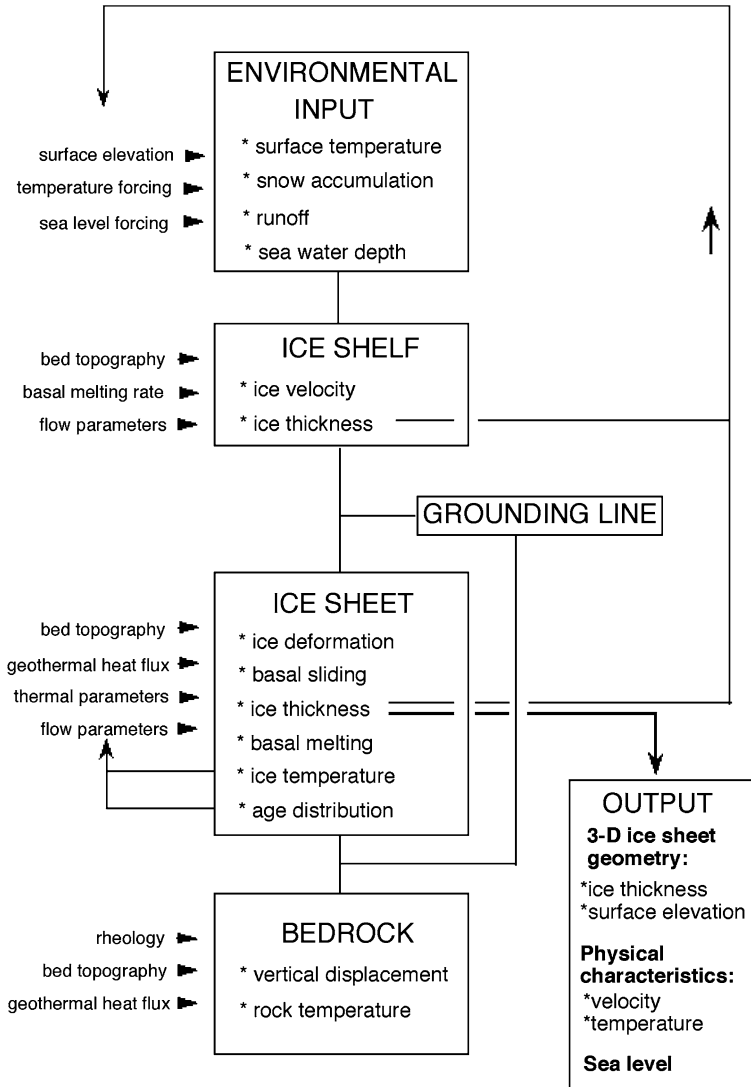 ENVIRONMENTAL
INPUT
* surface temperature
* snow accumulation
* runoff
* sea water depth
surface elevation
temperature forcing
sea level forcing
ICE SHELF
* ice velocity
* ice thickness
bed topography
basal melting rate
flow parameters
GROUNDING LINE
ICE SHEET
* ice deformation
* basal sliding
* ice thickness
* basal melting
* ice temperature
* age distribution
bed topography
geothermal heat flux
thermal parameters
flow parameters
BEDROCK
* vertical displacement
* rock temperature
rheology
bed topography
geothermal heat flux
OUTPUT
3-D ice sheet
geometry:
*ice thickness
*surface elevation
Physical
characteristics:
*velocity
*temperature
Sea level